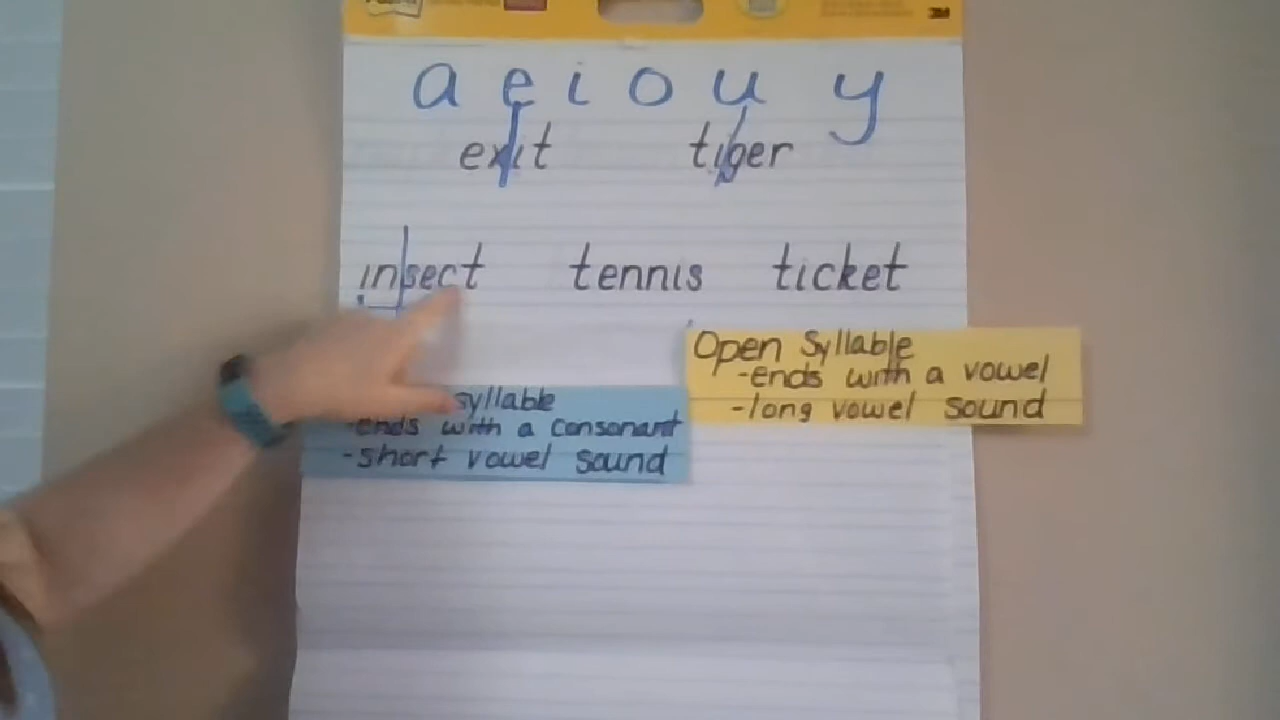 3M
a e i o u y
exit tiger
insect tennis ticket
Open Syllable
-ends with a vowel
-long vowel sound
syllable
-ends with a consonant
-short vowel sound